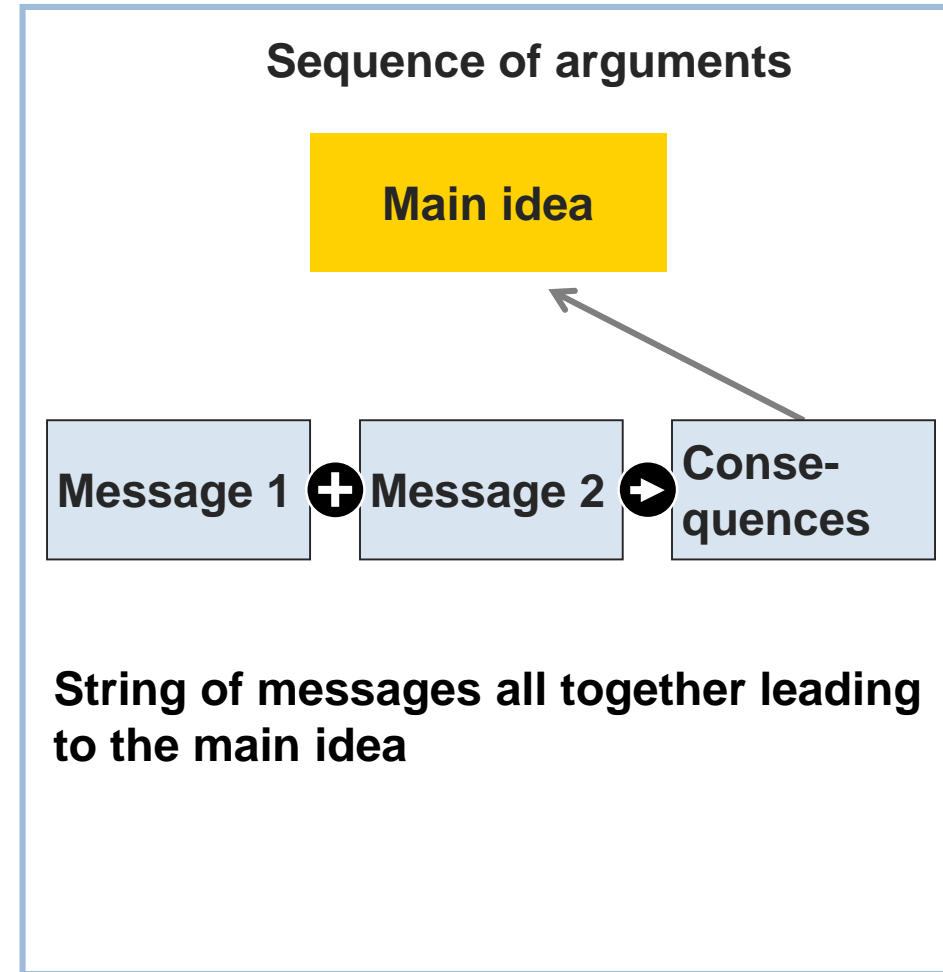 Sequence of arguments
Main idea
Message 1
Message 2
Conse-
quences
String of messages all together leading
to the main idea